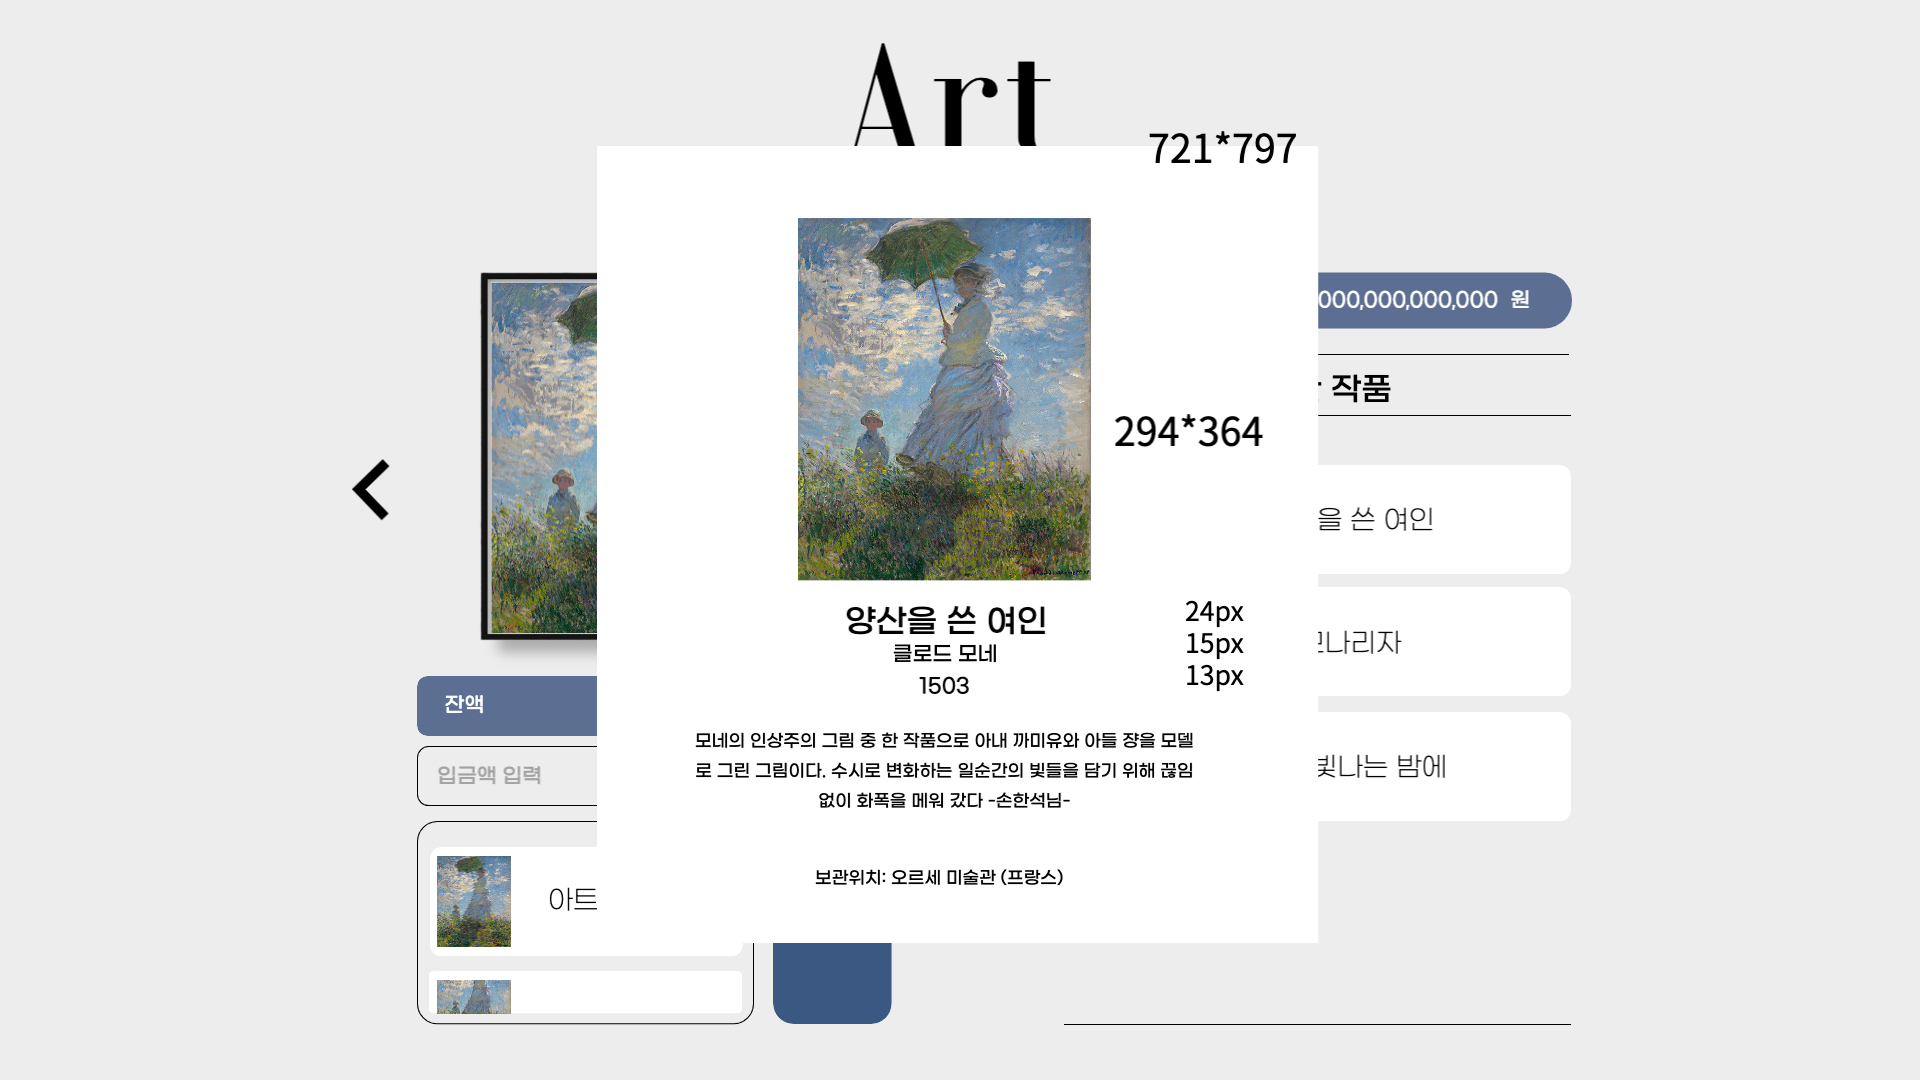 Art
721*797
000,000,000,000 원
작품
294*364
을 쓴 여인
양산을 쓴 여인
클로드 모네
1503
24px
15px
13px
모나리자
잔액
입금액 입력
모네의 인상주의 그림 중 한 작품으로 아내 까미유와 아들 쟝을 모델
로 그린 그림이다. 수시로 변화하는 일순간의 빛들을 담기 위해 끊임
없이 화폭을 메워 갔다 -손한석님-
빛나는 밤에
보관위치: 오르세 미술관 (프랑스)
아트